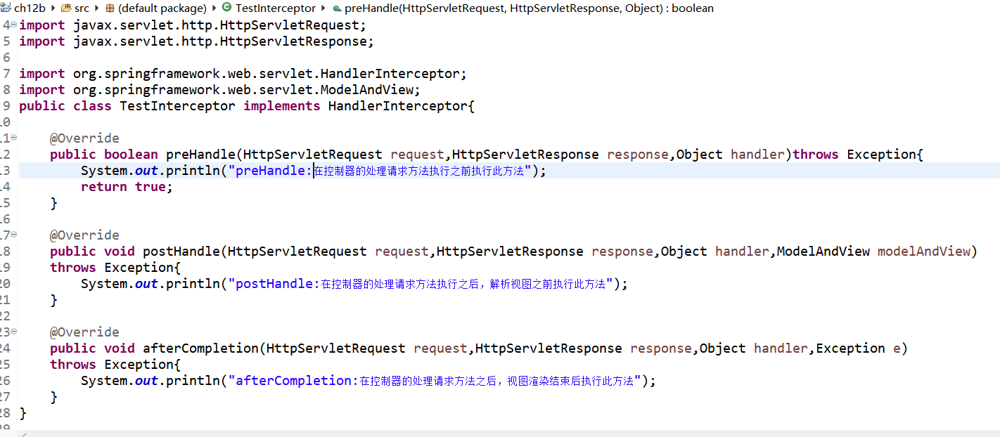 ch12b src (default package) TestInterceptor preHandle(HttpServletRequest, HttpServletResponse, Object) : boolean
4 import javax.servlet.http.HttpServletRequest;
5 import javax.servlet.http.HttpServletResponse;
6
7 import org.springframework.web.servlet.HandlerInterceptor;
8 import org.springframework.web.servlet.ModelAndView;
9 public class TestInterceptor implements HandlerInterceptor{
10
11 @Override
12 public boolean preHandle(HttpServletRequest request,HttpServletResponse response,Object handler)throws Exception{
13 System.out.println("preHandle:在控制器的处理请求方法执行之前执行此方法");
14 return true;
15 }
16
17 @Override
18 public void postHandle(HttpServletRequest request,HttpServletResponse response,Object handler,ModelAndView modelAndView)
19 throws Exception{
20 System.out.println("postHandle:在控制器的处理请求方法执行之后，解析视图之前执行此方法");
21 }
22
23 @Override
24 public void afterCompletion(HttpServletRequest request,HttpServletResponse response,Object handler,Exception e)
25 throws Exception{
26 System.out.println("afterCompletion:在控制器的处理请求方法之后，视图渲染结束后执行此方法");
27 }
28 }
29